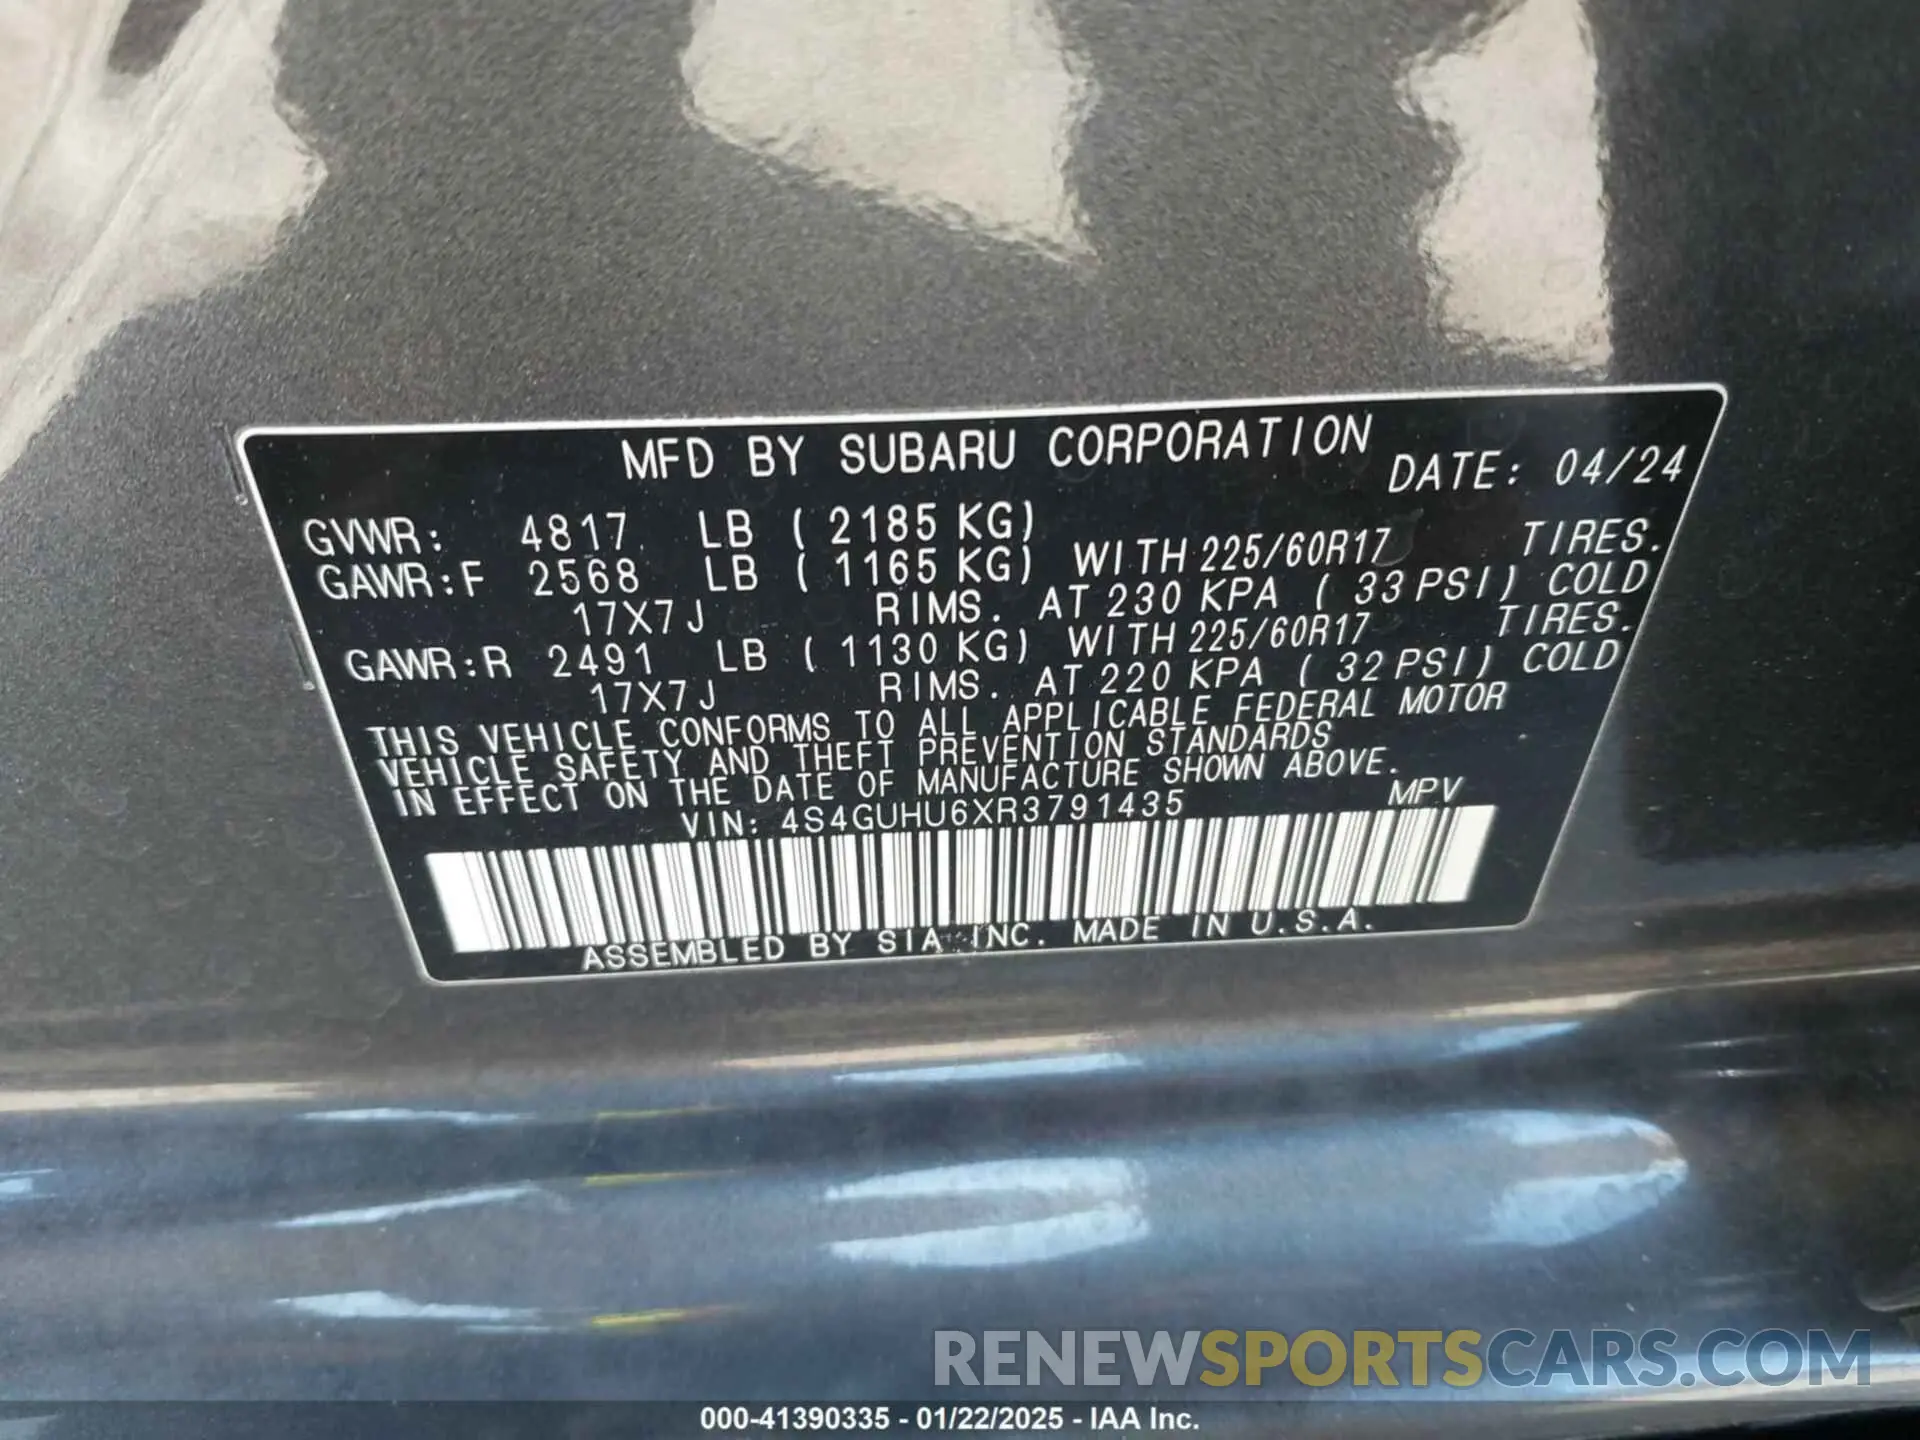 MFD BY SUBARU CORPORATION DATE: 04/24
GVWR: 4817 LB ( 2185 KG)
GAWR:F 2568 LB ( 1165 KG) WITH 225/60R17 TIRES.
17X7J RIMS. AT 230 KPA ( 33 PSI) COLD
GAWR:R 2491 LB ( 1130 KG) WITH 225/60R17 TIRES.
17X7J RIMS. AT 220 KPA ( 32 PSI) COLD
THIS VEHICLE CONFORMS TO ALL APPLICABLE FEDERAL MOTOR
VEHICLE SAFETY AND THEFT PREVENTION STANDARDS
IN EFFECT ON THE DATE OF MANUFACTURE SHOWN ABOVE.
VIN: 4S4GUHU6XR3791435 MPV
ASSEMBLED BY SIA INC. MADE IN U.S.A.
RENEWSPORTSCARS.COM
000-41390335 - 01/22/2025 - IAA Inc.